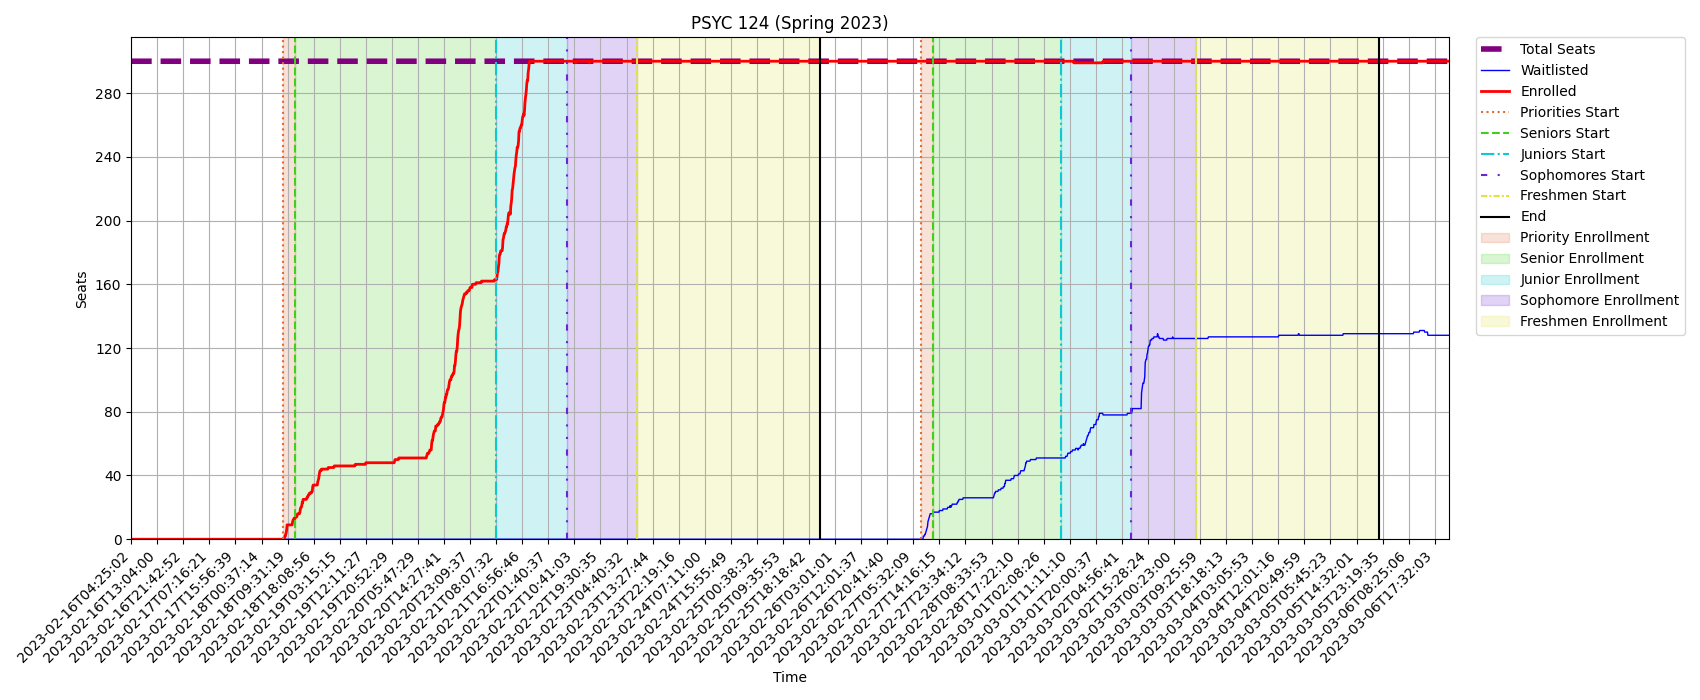 PSYC 124 (Spring 2023)
Seats
280
240
200
160
120
80
40
0
2023-02-16T04:25:02
2023-02-16T13:04:00
2023-02-16T21:42:52
2023-02-17T07:16:21
2023-02-17T15:56:39
2023-02-18T00:37:14
2023-02-18T09:31:19
2023-02-18T18:08:56
2023-02-19T03:15:15
2023-02-19T12:11:27
2023-02-19T20:52:29
2023-02-20T05:47:29
2023-02-20T14:27:41
2023-02-20T23:09:37
2023-02-21T08:07:32
2023-02-21T16:56:46
2023-02-22T01:40:37
2023-02-22T10:41:03
2023-02-22T19:30:35
2023-02-23T04:40:32
2023-02-23T13:27:44
2023-02-23T22:19:16
2023-02-24T07:11:00
2023-02-24T15:55:49
2023-02-25T00:38:32
2023-02-25T09:35:53
2023-02-25T18:18:42
2023-02-26T03:01:01
2023-02-26T12:01:37
2023-02-26T20:41:40
2023-02-27T05:32:09
2023-02-27T14:16:15
2023-02-27T23:34:12
2023-02-28T08:33:53
2023-02-28T17:22:10
2023-03-01T02:08:26
2023-03-01T11:11:10
2023-03-01T20:00:37
2023-03-02T04:56:41
2023-03-02T15:28:24
2023-03-03T00:23:00
2023-03-03T09:25:59
2023-03-03T18:18:13
2023-03-04T03:05:53
2023-03-04T12:01:16
2023-03-04T20:49:59
2023-03-05T05:45:23
2023-03-05T14:32:01
2023-03-05T23:19:35
2023-03-06T08:25:06
2023-03-06T17:32:03
Time
Total Seats
Waitlisted
Enrolled
Priorities Start
Seniors Start
Juniors Start
Sophomores Start
Freshmen Start
End
Priority Enrollment
Senior Enrollment
Junior Enrollment
Sophomore Enrollment
Freshmen Enrollment